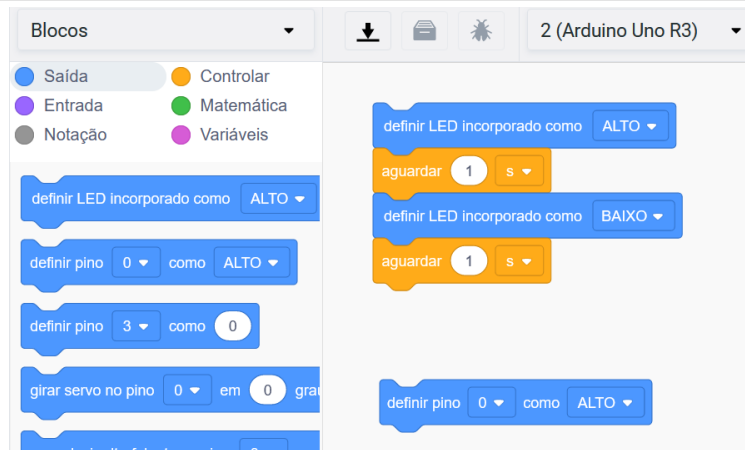 Blocos
2 (Arduino Uno R3)
Saída
Controlar
Entrada
Matemática
Notação
Variáveis
definir LED incorporado como ALTO
definir pino 0 como ALTO
definir pino 3 como 0
girar servo no pino 0 em 0
definir LED incorporado como ALTO
aguardar 1 s
definir LED incorporado como BAIXO
aguardar 1 s
definir pino 0 como ALTO